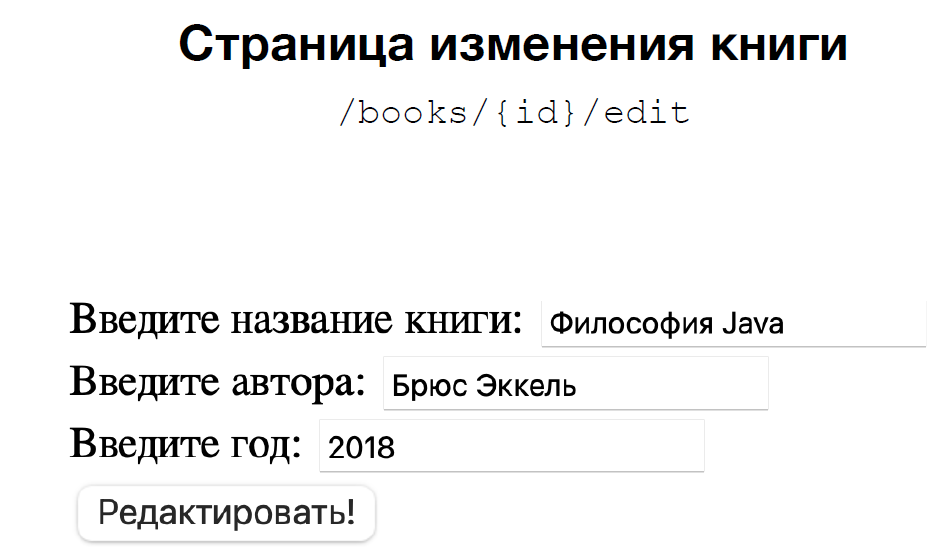 Страница изменения книги
/books/{id}/edit
Введите название книги: Философия Java
Введите автора: Брюс Эккель
Введите год: 2018
Редактировать!